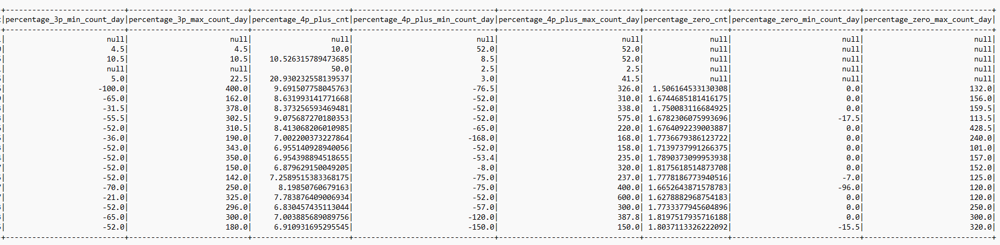 +----------------------------+----------------------------+----------------------+--------------------------------+--------------------------------+-------------------+-----------------------------+-----------------------------+
|percentage_3p_min_count_day|percentage_3p_max_count_day|percentage_4p_plus_cnt|percentage_4p_plus_min_count_day|percentage_4p_plus_max_count_day|percentage_zero_cnt|percentage_zero_min_count_day|percentage_zero_max_count_day|
+----------------------------+----------------------------+----------------------+--------------------------------+--------------------------------+-------------------+-----------------------------+-----------------------------+
| null| null| null| null| null| null| null| null|
| 4.5| 4.5| 10.0| 52.0| 52.0| null| null| null|
| 10.5| 10.5| 10.526315789473685| 8.5| 52.0| null| null| null|
| null| null| 50.0| 2.5| 2.5| null| null| null|
| 5.0| 22.5| 20.930232558139537| 3.0| 41.5| null| null| null|
| -100.0| 400.0| 9.691507758045763| -76.5| 326.0| 1.506164533130308| 0.0| 132.0|
| -65.0| 162.0| 8.631993141771668| -52.0| 310.0| 1.6744685181416175| 0.0| 156.0|
| -31.5| 378.0| 8.373256593469481| -52.0| 338.0| 1.750083116684925| 0.0| 159.5|
| -55.5| 302.5| 9.075687270180353| -52.0| 575.0| 1.6782306075993696| -17.5| 113.5|
| -52.0| 310.5| 8.413068206010985| -65.0| 220.0| 1.6764092239003887| 0.0| 428.5|
| -36.0| 190.0| 7.002200373227864| -168.0| 168.0| 1.7736679386123722| 0.0| 240.0|
| -52.0| 343.0| 6.955140928940056| -52.0| 158.0| 1.7139737991266375| 0.0| 101.0|
| -52.0| 350.0| 6.954398894518655| -53.4| 235.0| 1.7890373099953938| 0.0| 157.0|
| -52.0| 150.0| 6.879629150049205| -8.0| 320.0| 1.8175618514873708| 0.0| 152.0|
| -52.0| 142.0| 7.2589515383368175| -75.0| 237.0| 1.7778186773940516| -7.0| 125.0|
| -70.0| 250.0| 8.19850760679163| -75.0| 400.0| 1.6652643871578783| -96.0| 120.0|
| -21.0| 325.0| 7.783876409006934| -52.0| 600.0| 1.6278882968754183| 0.0| 120.0|
| -52.0| 296.0| 6.830457435113044| -57.0| 300.0| 1.7733377945604896| 0.0| 250.0|
| -65.0| 300.0| 7.003885689089756| -120.0| 387.8| 1.8197517935716188| 0.0| 300.0|
| -52.0| 180.0| 6.910931695295545| -150.0| 150.0| 1.8037113326222092| -15.5| 320.0|
+----------------------------+----------------------------+----------------------+--------------------------------+--------------------------------+-------------------+-----------------------------+-----------------------------+